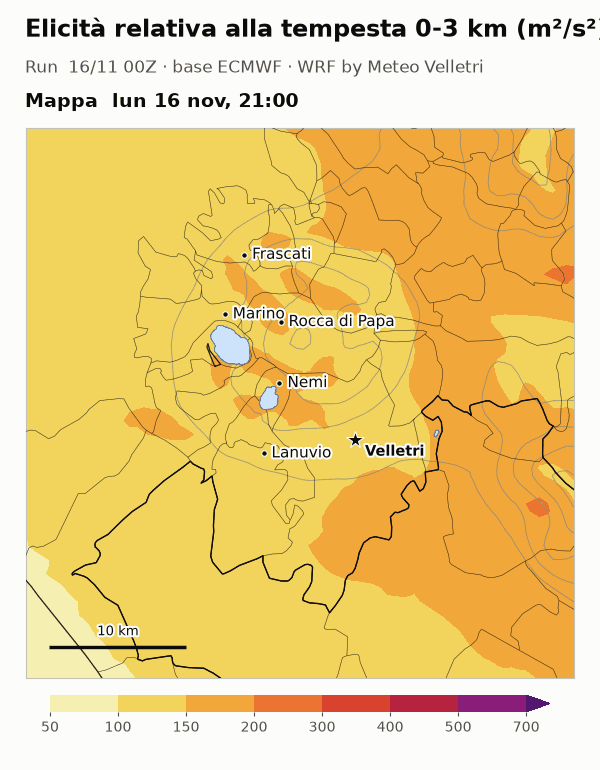 Elicità relativa alla tempesta 0-3 km (m²/s²)
Run  16/11 00Z · base ECMWF · WRF by Meteo Velletri
Mappa  lun 16 nov, 21:00
Frascati
Marino
Rocca di Papa
Nemi
Velletri
Lanuvio
10 km
50 100 150 200 300 400 500 700